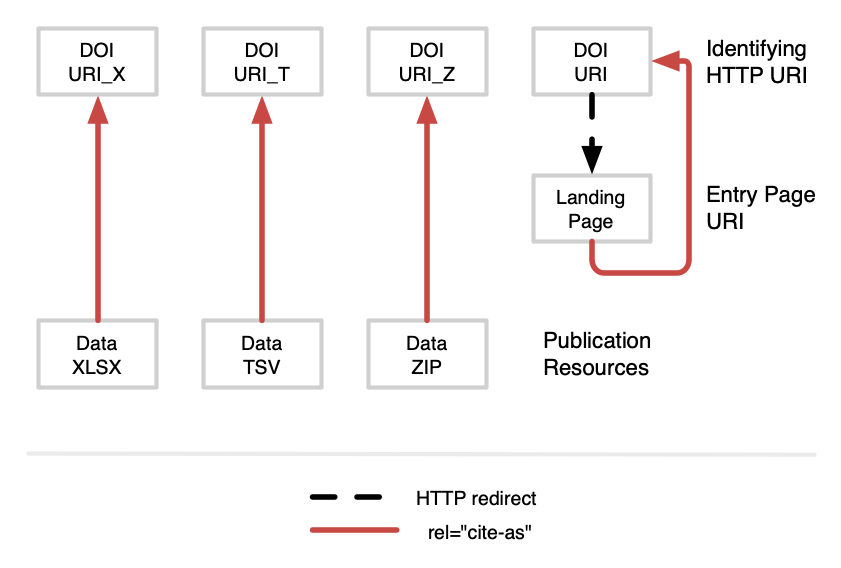 DOI
URI_X
DOI
URI_T
DOI
URI_Z
DOI
URI
Identifying
HTTP URI
Landing
Page
Entry Page
URI
Data
XLSX
Data
TSV
Data
ZIP
Publication
Resources
HTTP redirect
rel="cite-as"